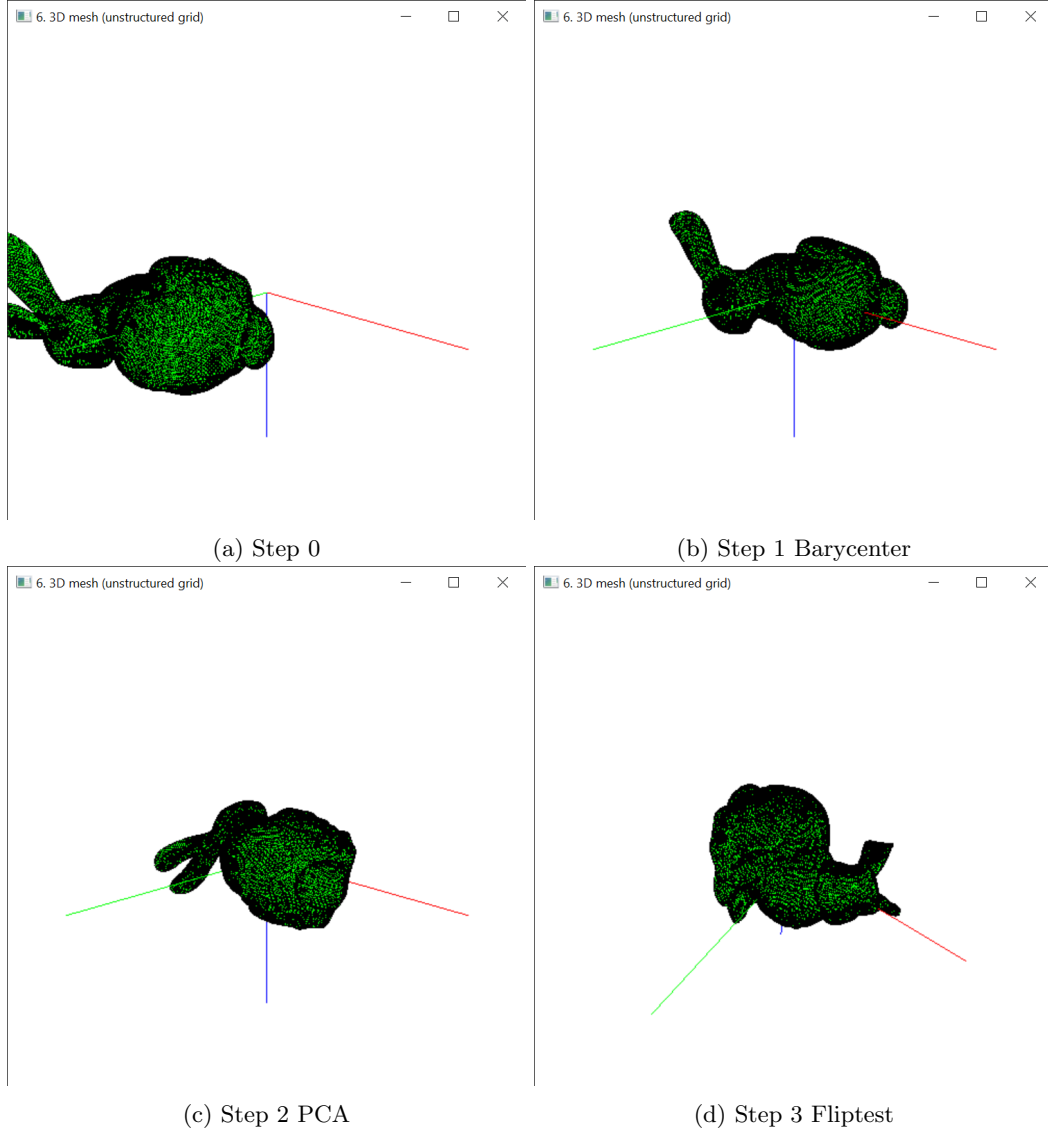 6. 3D mesh (unstructured grid)
6. 3D mesh (unstructured grid)
(a) Step 0
(b) Step 1 Barycenter
6. 3D mesh (unstructured grid)
6. 3D mesh (unstructured grid)
(c) Step 2 PCA
(d) Step 3 Fliptest